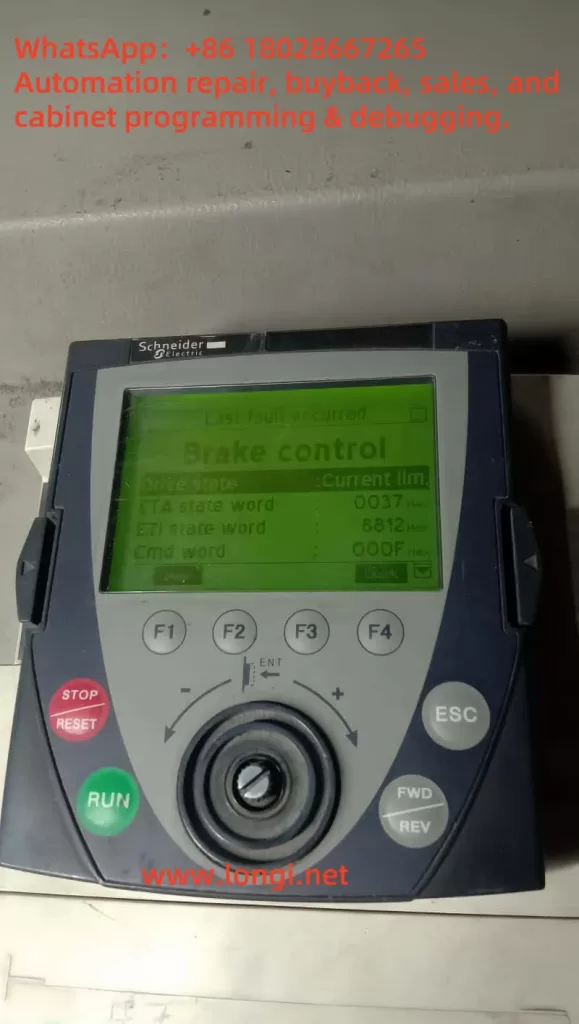 WhatsApp： +86 18028667265
Automation repair, buyback, sales, and
cabinet programming & debugging.
Schneider
Electric
Last fault occurred
Brake control
Drive state :Current lim.
ETA state word : 0037 Hex
ETI state word : 8812 Hex
Cmd word : 000F Hex
F1 F2 F3 F4
ENT
- +
STOP
RESET
ESC
RUN
FWD
REV
www.longi.net